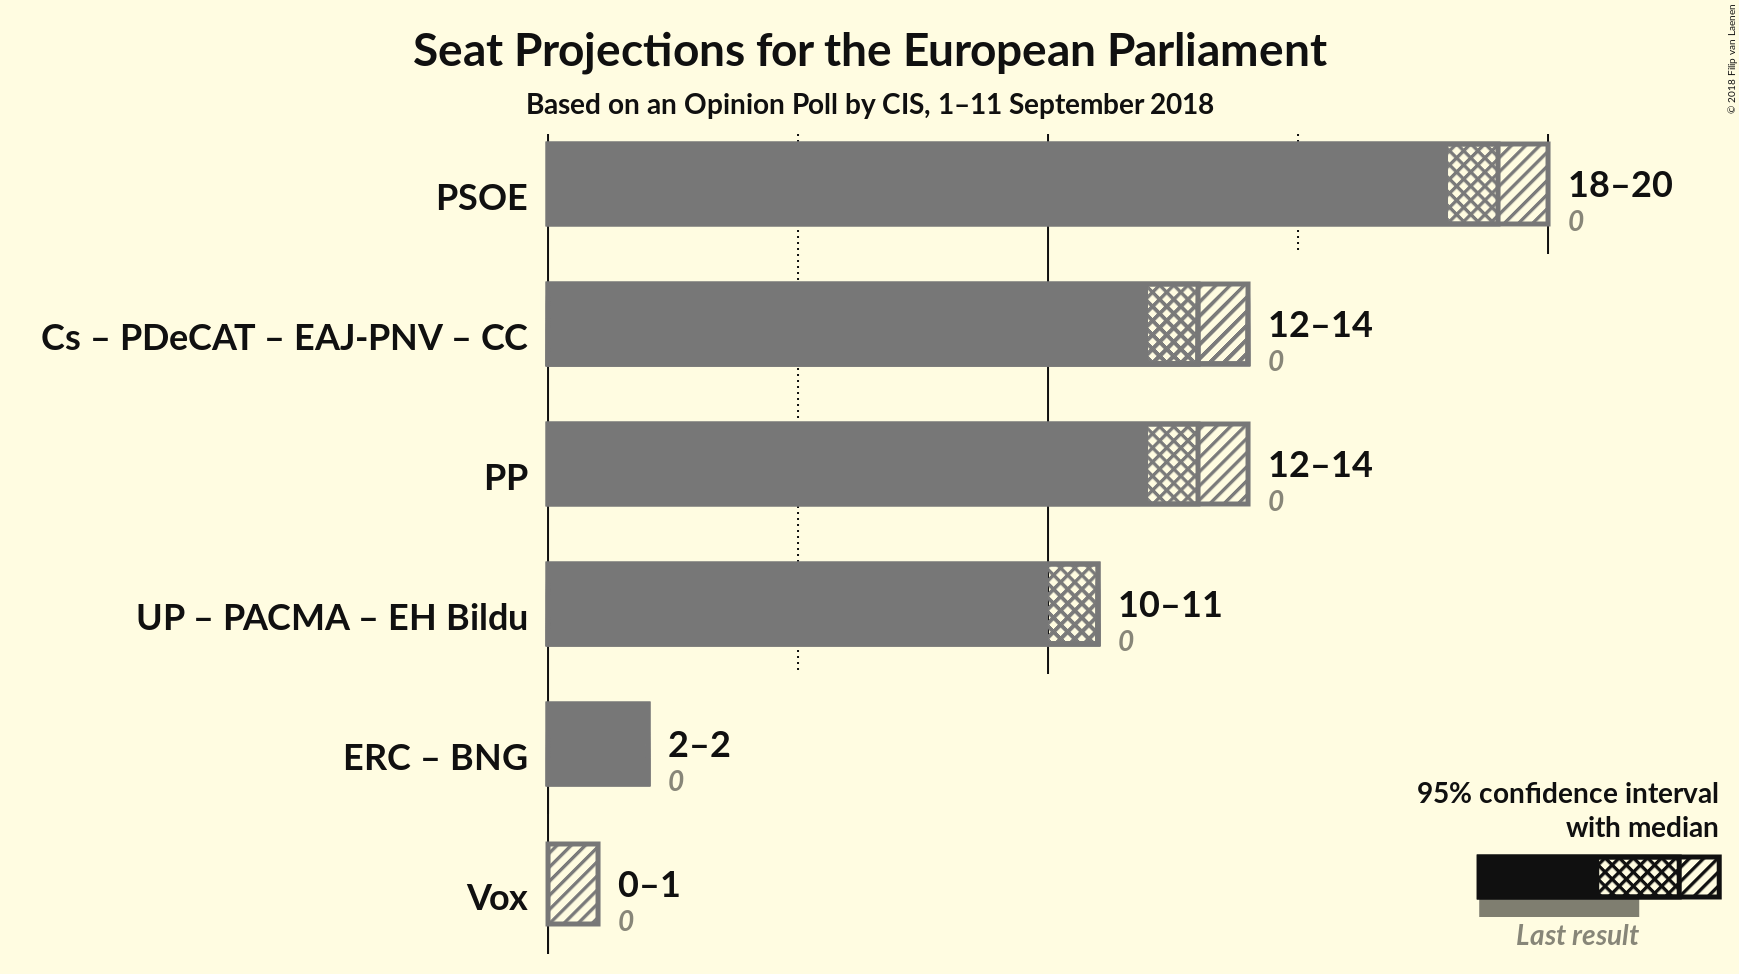 Seat Projections for the European Parliament
Based on an Opinion Poll by CIS, 1–11 September 2018
© 2018 Filip van Laenen
PSOE
18–20
0
Cs – PDeCAT – EAJ-PNV – CC
12–14
0
PP
12–14
0
UP – PACMA – EH Bildu
10–11
0
ERC – BNG
2–2
0
Vox
0–1
0
95% confidence interval
with median
Last result